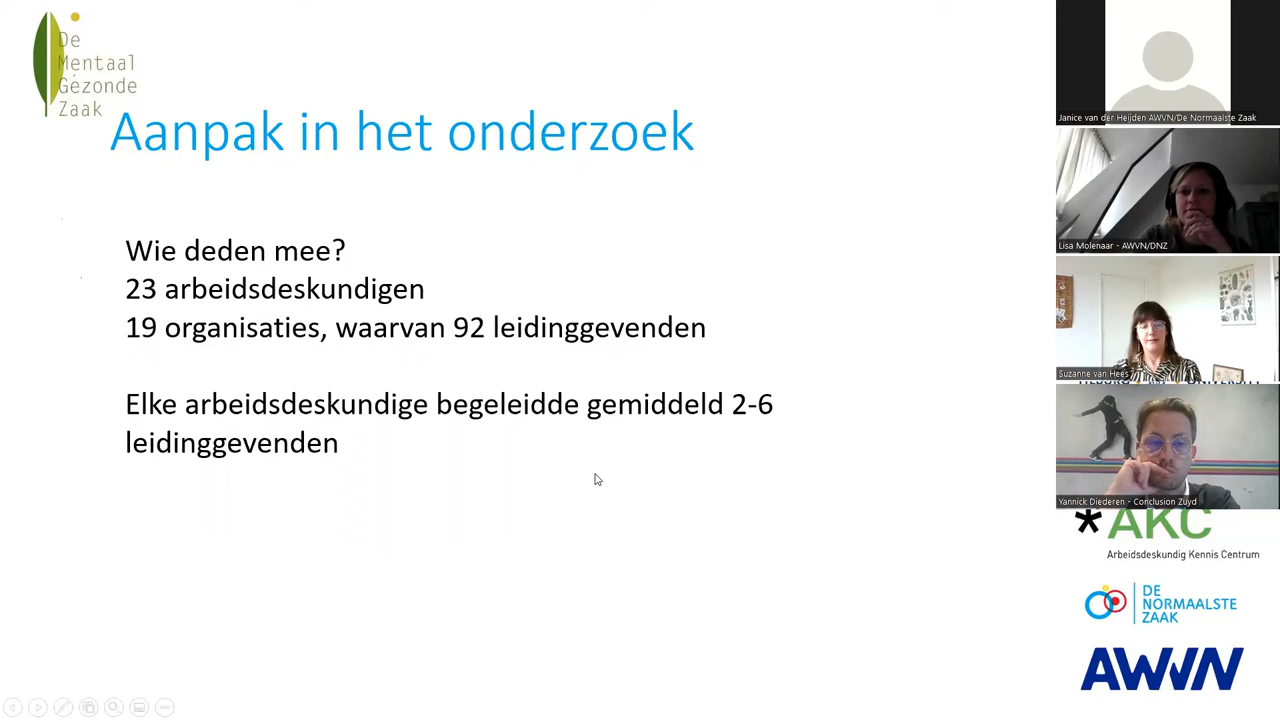 De
Mentaal
Gezonde
Zaak
Aanpak in het onderzoek
Wie deden mee?
23 arbeidsdeskundigen
19 organisaties, waarvan 92 leidinggevenden
Elke arbeidsdeskundige begeleidde gemiddeld 2-6
leidinggevenden
Janice van der Heijden AWVN/De Normaalste Zaak
Lisa Molenaar - AWVN/DNZ
Suzanne van Hees
Yannick Diederen - Conclusion Zuyd
*AKC
Arbeidsdeskundig Kennis Centrum
DE
NORMAALSTE
ZAAK
AWVN